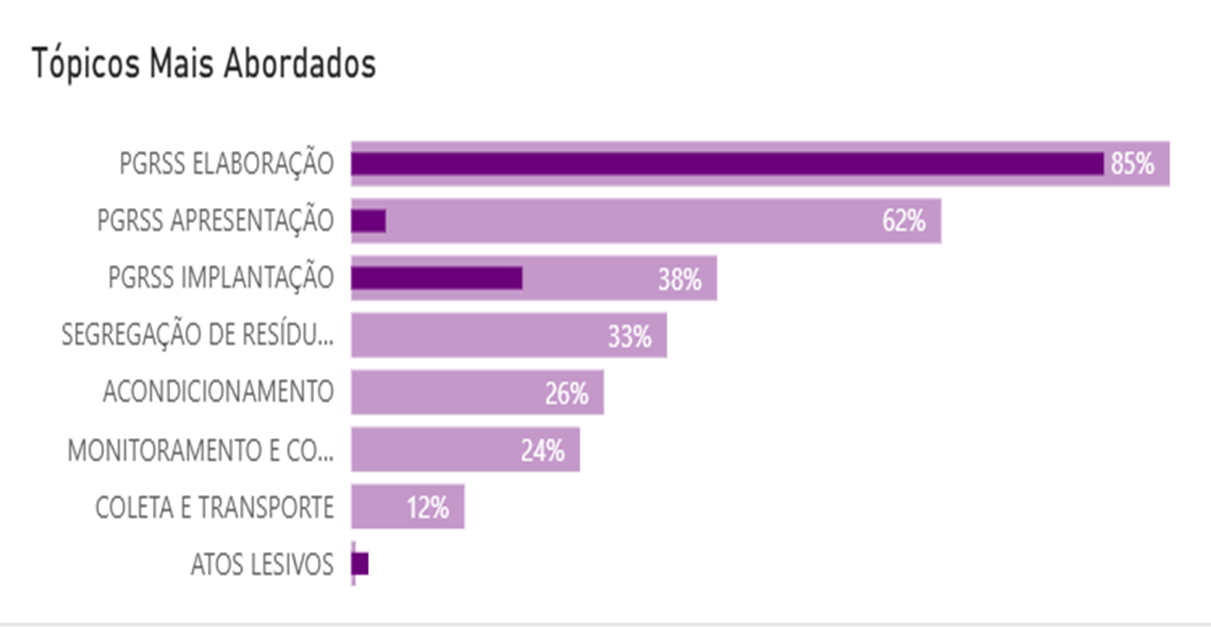 Tópicos Mais Abordados
PGRSS ELABORAÇÃO 85%
PGRSS APRESENTAÇÃO 62%
PGRSS IMPLANTAÇÃO 38%
SEGREGAÇÃO DE RESÍDU... 33%
ACONDICIONAMENTO 26%
MONITORAMENTO E CO... 24%
COLETA E TRANSPORTE 12%
ATOS LESIVOS